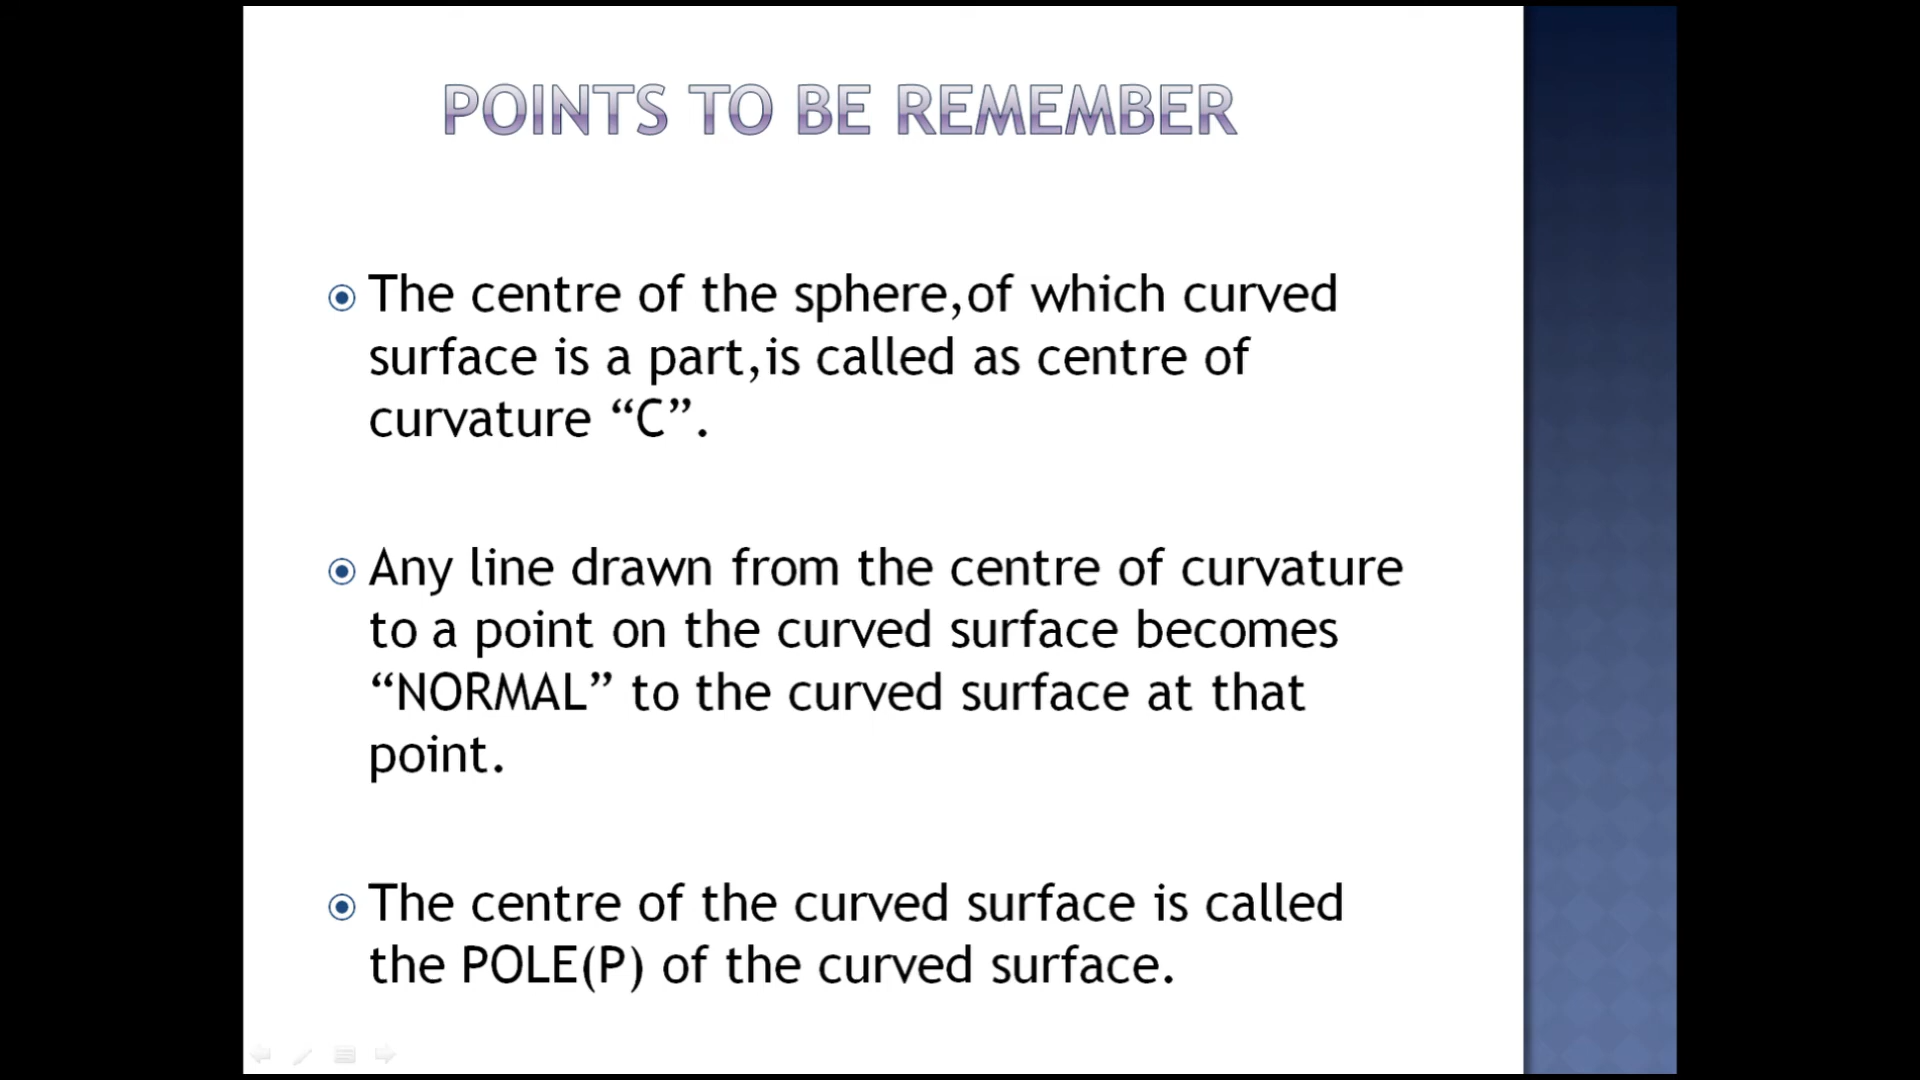 POINTS TO BE REMEMBER
The centre of the sphere,of which curved
surface is a part,is called as centre of
curvature “C”.
Any line drawn from the centre of curvature
to a point on the curved surface becomes
“NORMAL” to the curved surface at that
point.
The centre of the curved surface is called
the POLE(P) of the curved surface.